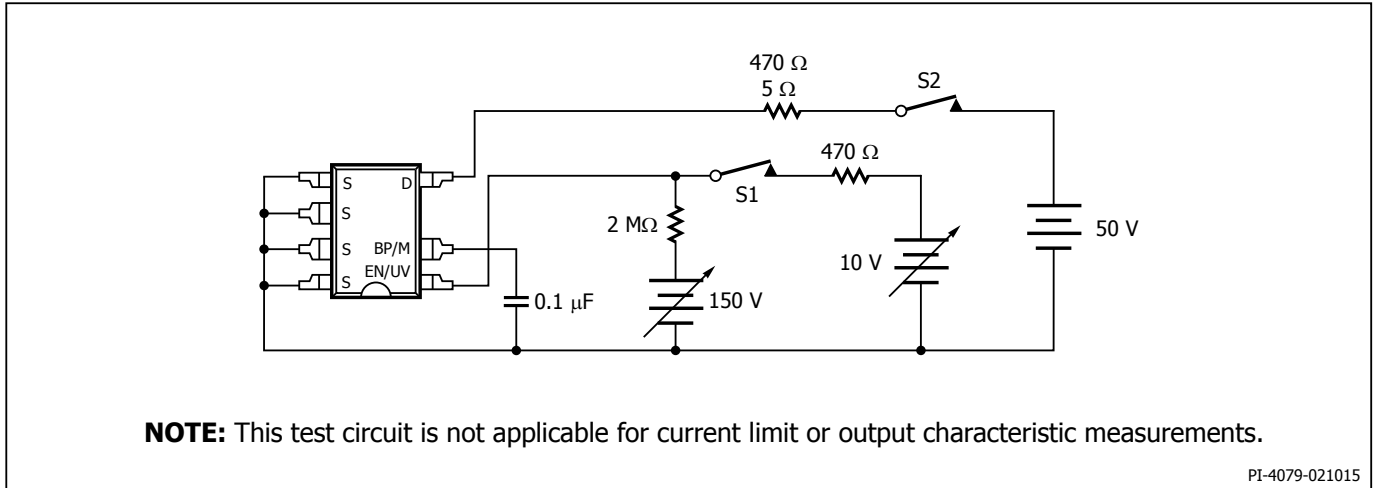 470 Ω
5 Ω
S2
470 Ω
S D
S1
S
2 MΩ
50 V
S BP/M
10 V
EN/UV
S
0.1 μF
150 V
NOTE: This test circuit is not applicable for current limit or output characteristic measurements.
PI-4079-021015